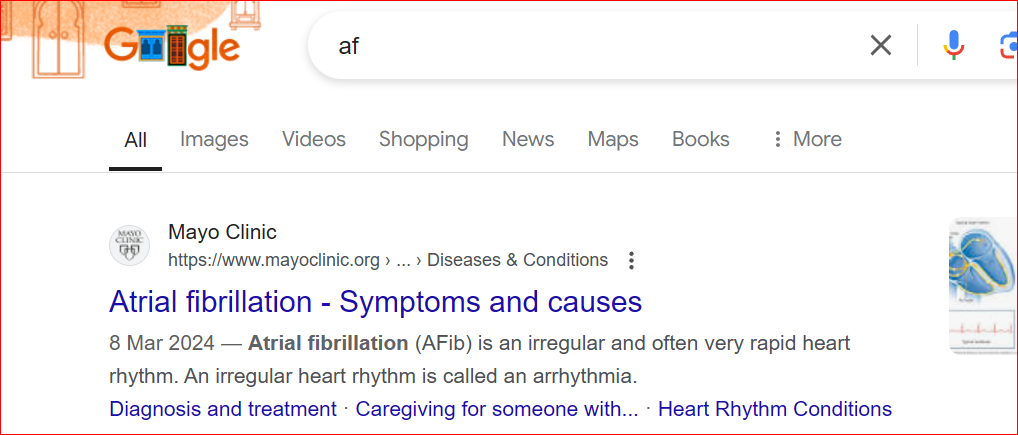 Google
af
All Images Videos Shopping News Maps Books More
MAYO CLINIC
Mayo Clinic
https://www.mayoclinic.org › ... › Diseases & Conditions
Atrial fibrillation - Symptoms and causes
8 Mar 2024 — Atrial fibrillation (AFib) is an irregular and often very rapid heart
rhythm. An irregular heart rhythm is called an arrhythmia.
Diagnosis and treatment · Caregiving for someone with... · Heart Rhythm Conditions